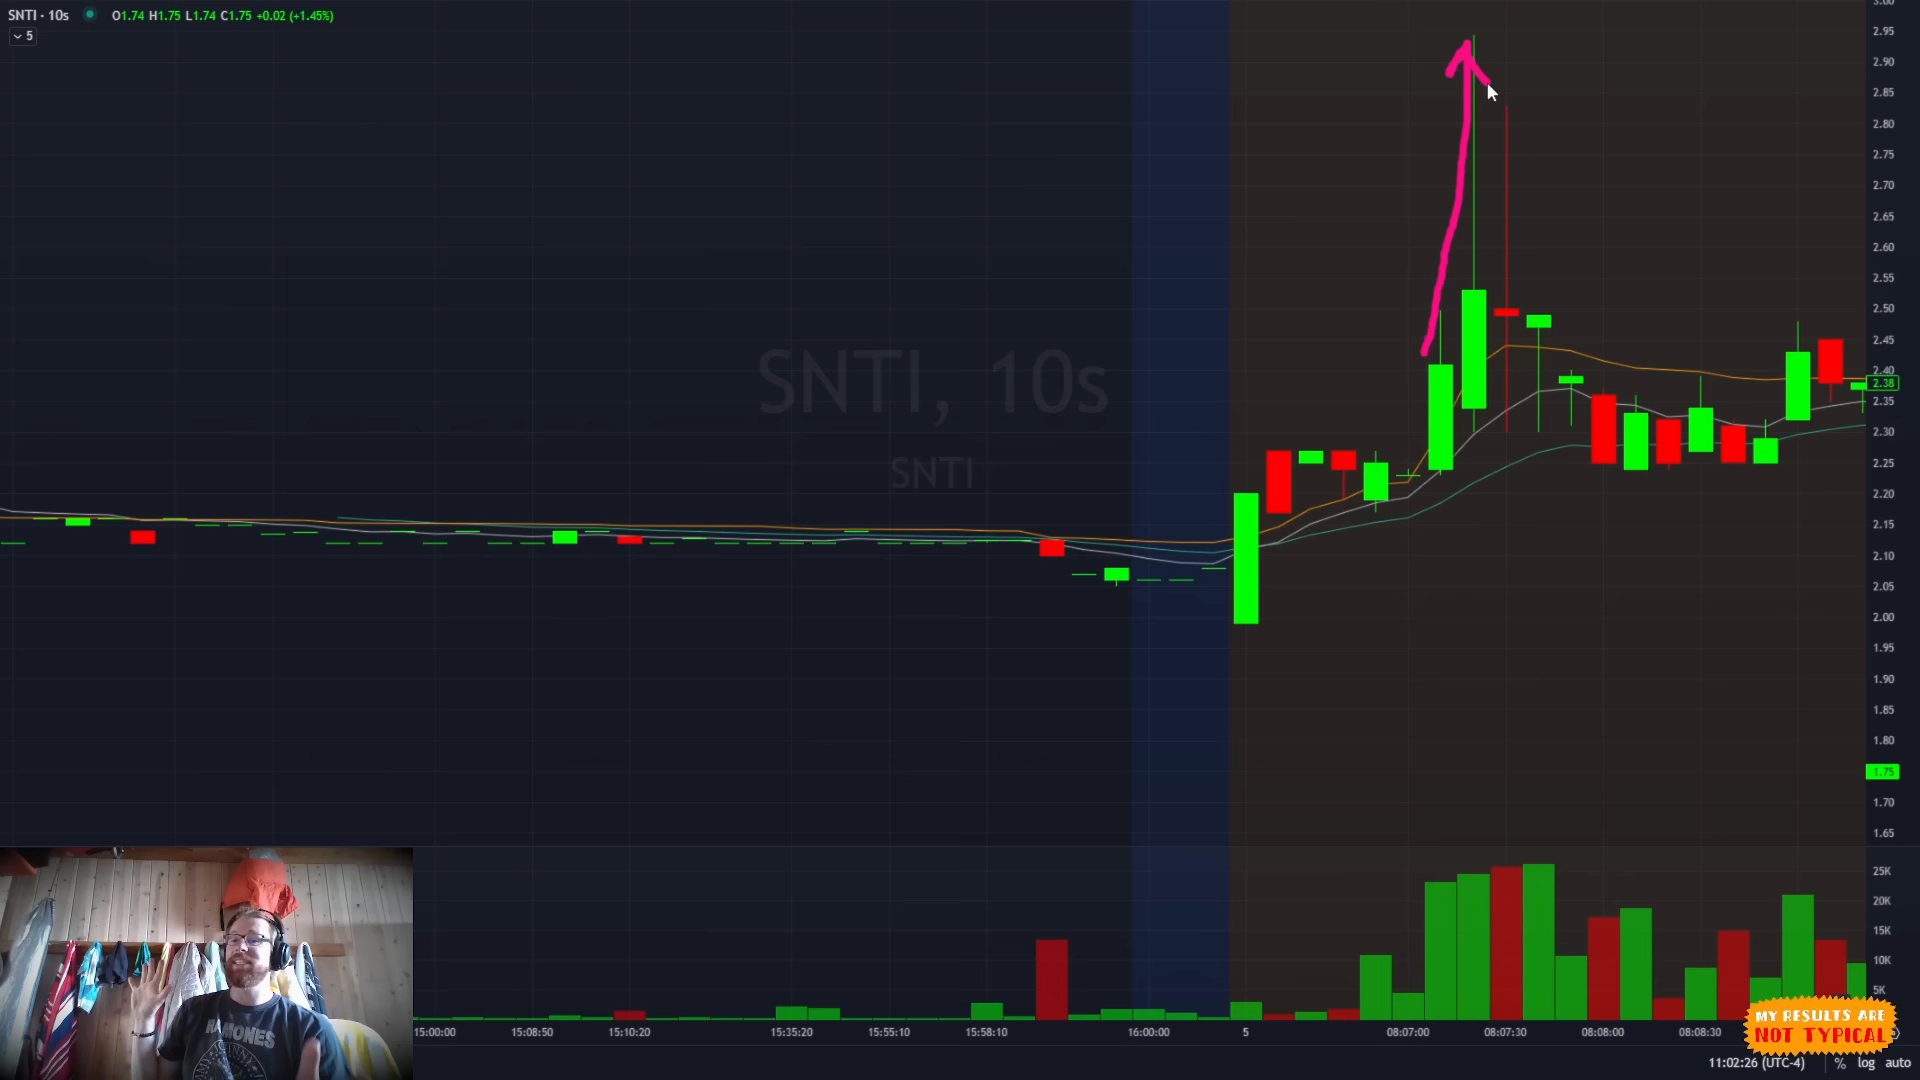 SNTI · 10s O1.74 H1.75 L1.74 C1.75 +0.02 (+1.45%)
5
SNTI, 10s
SNTI
3.00
2.95
2.90
2.85
2.80
2.75
2.70
2.65
2.60
2.55
2.50
2.45
2.40
2.38
2.35
2.30
2.25
2.20
2.15
2.10
2.05
2.00
1.95
1.90
1.85
1.80
1.75
1.70
1.65
25K
20K
15K
10K
5K
15:00:00 15:08:50 15:10:20 15:35:20 15:55:10 15:58:10 16:00:00 5 08:07:00 08:07:30 08:08:00 08:08:30
RAMONES
MY RESULTS ARE
NOT TYPICAL
11:02:26 (UTC-4) % log auto